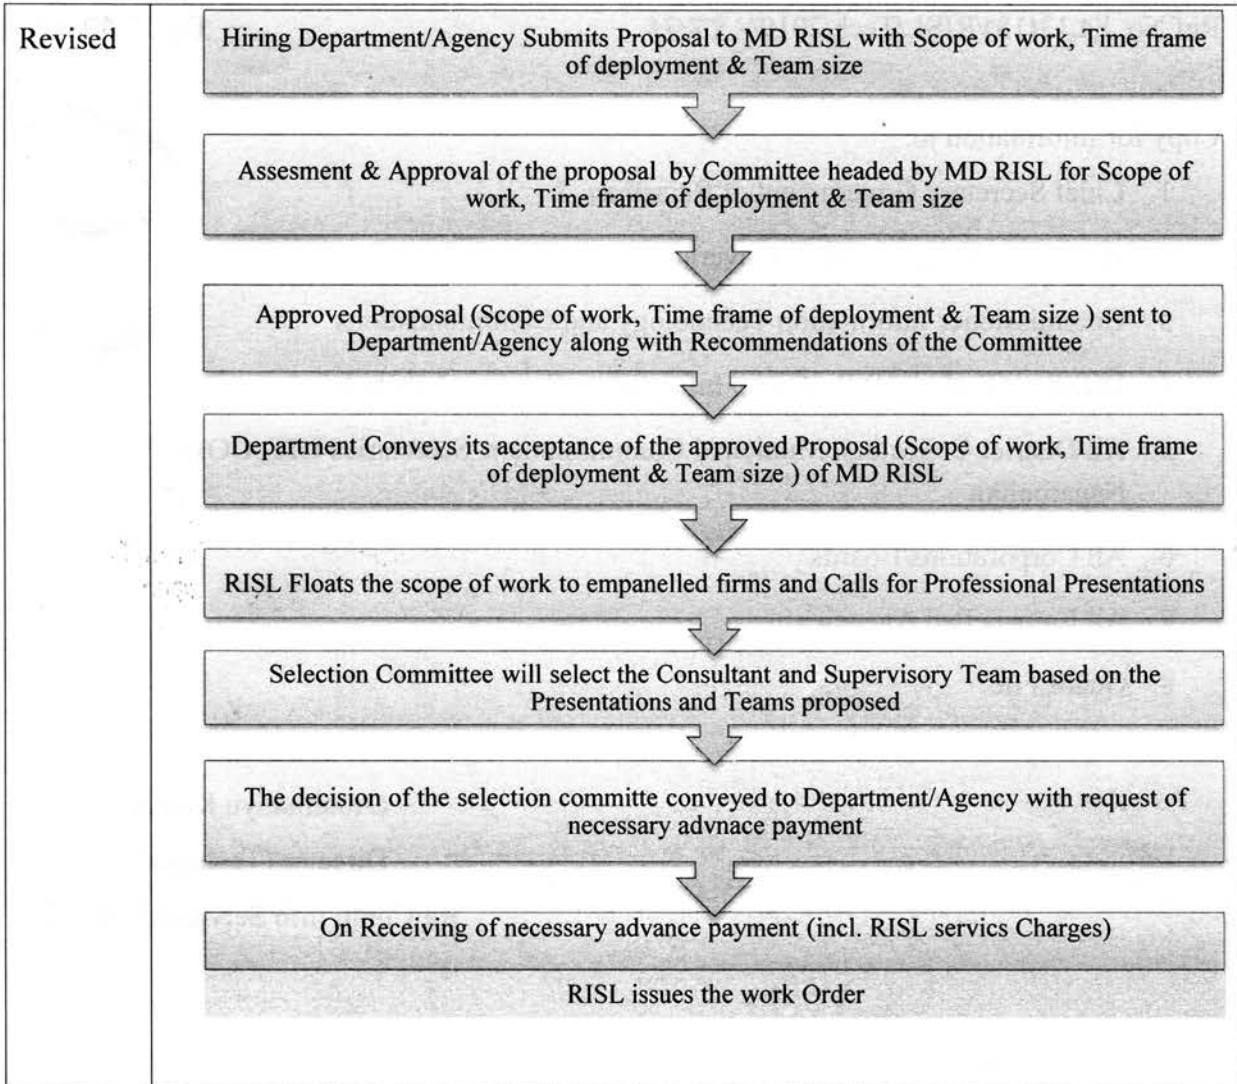 Revised
Hiring Department/Agency Submits Proposal to MD RISL with Scope of work, Time frame
of deployment & Team size
Assesment & Approval of the proposal by Committee headed by MD RISL for Scope of
work, Time frame of deployment & Team size
Approved Proposal (Scope of work, Time frame of deployment & Team size ) sent to
Department/Agency along with Recommendations of the Committee
Department Conveys its acceptance of the approved Proposal (Scope of work, Time frame
of deployment & Team size ) of MD RISL
RISL Floats the scope of work to empanelled firms and Calls for Professional Presentations
Selection Committee will select the Consultant and Supervisory Team based on the
Presentations and Teams proposed
The decision of the selection committe conveyed to Department/Agency with request of
necessary advnace payment
On Receiving of necessary advance payment (incl. RISL servics Charges)
RISL issues the work Order